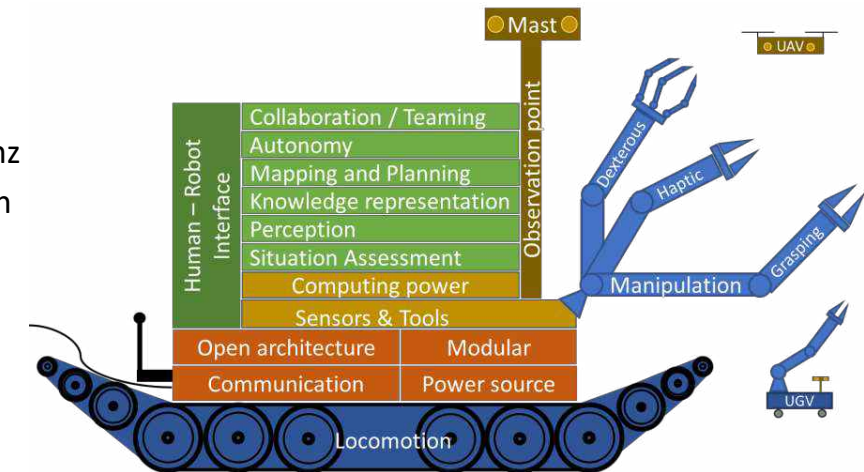 Mast
UAV
nz
n
Human – Robot
Interface
Collaboration / Teaming
Autonomy
Mapping and Planning
Knowledge representation
Perception
Situation Assessment
Computing power
Sensors & Tools
Observation point
Dexterous
Haptic
Grasping
Manipulation
Open architecture
Modular
Communication
Power source
UGV
Locomotion